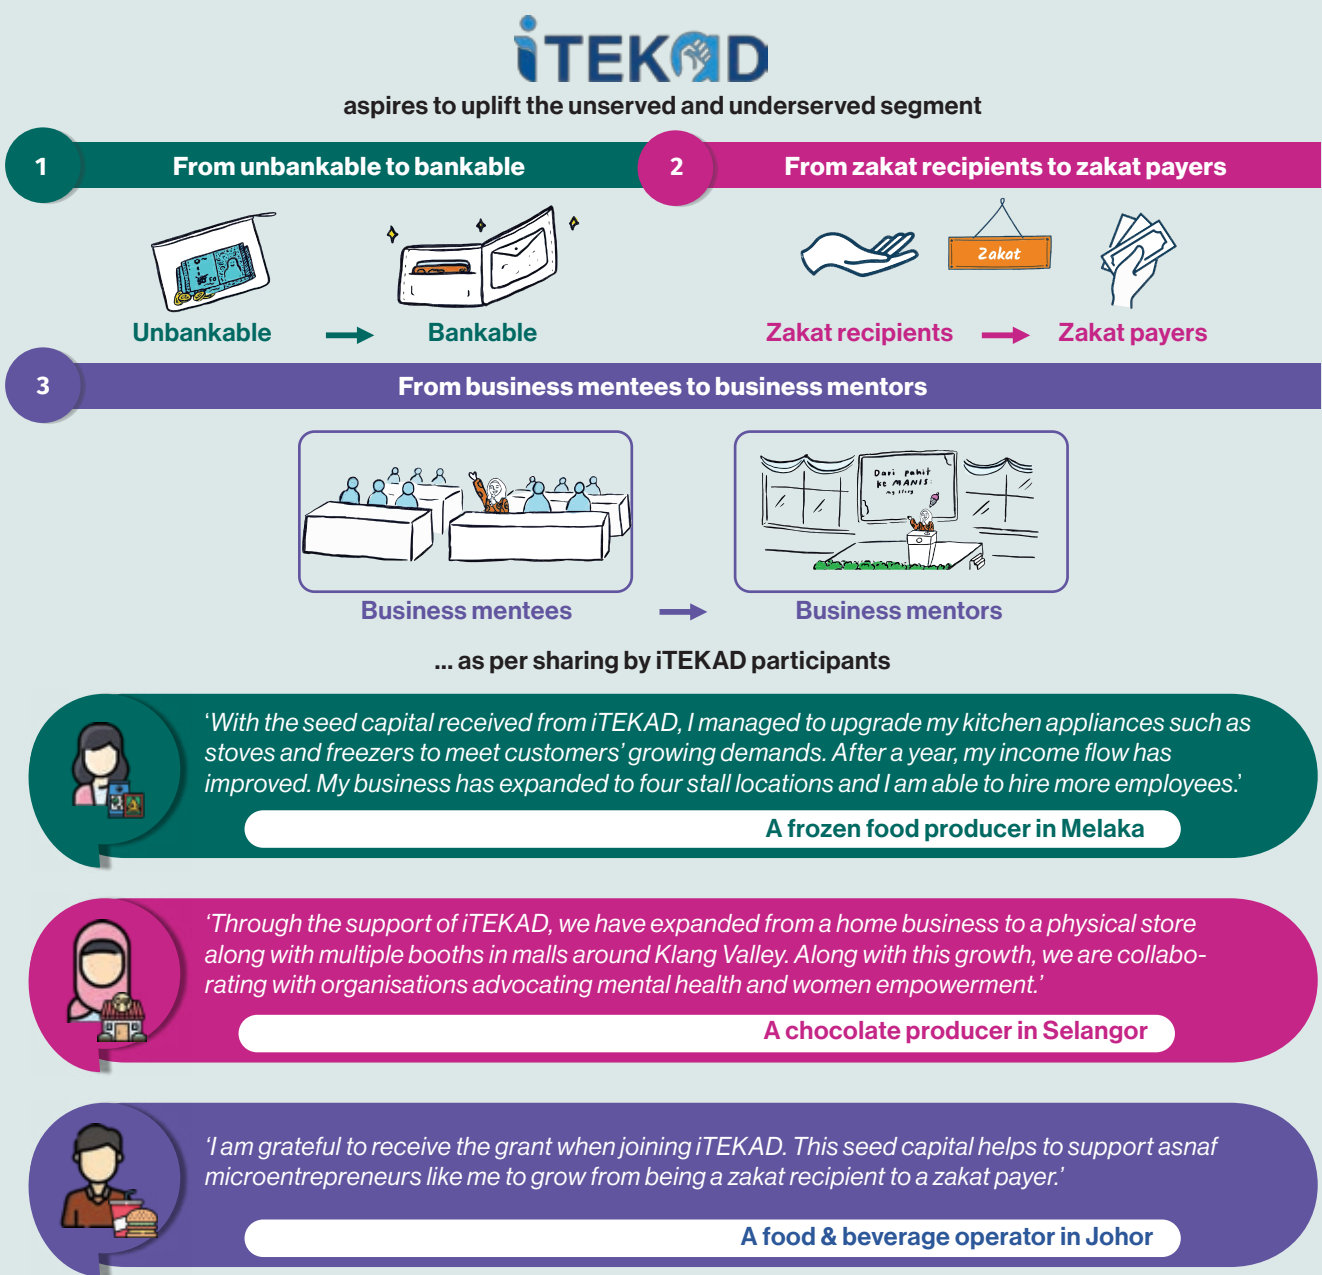 iTEKAD
aspires to uplift the unserved and underserved segment
1
From unbankable to bankable
2
From zakat recipients to zakat payers
50
Zakat
Unbankable
Bankable
Zakat recipients
Zakat payers
3
From business mentees to business mentors
Dari pahit
ke MANIS:
my story
Business mentees
Business mentors
... as per sharing by iTEKAD participants
‘With the seed capital received from iTEKAD, I managed to upgrade my kitchen appliances such as
stoves and freezers to meet customers’ growing demands. After a year, my income flow has
improved. My business has expanded to four stall locations and I am able to hire more employees.’
A frozen food producer in Melaka
‘Through the support of iTEKAD, we have expanded from a home business to a physical store
along with multiple booths in malls around Klang Valley. Along with this growth, we are collabo-
rating with organisations advocating mental health and women empowerment.’
A chocolate producer in Selangor
‘I am grateful to receive the grant when joining iTEKAD. This seed capital helps to support asnaf
microentrepreneurs like me to grow from being a zakat recipient to a zakat payer.’
A food & beverage operator in Johor